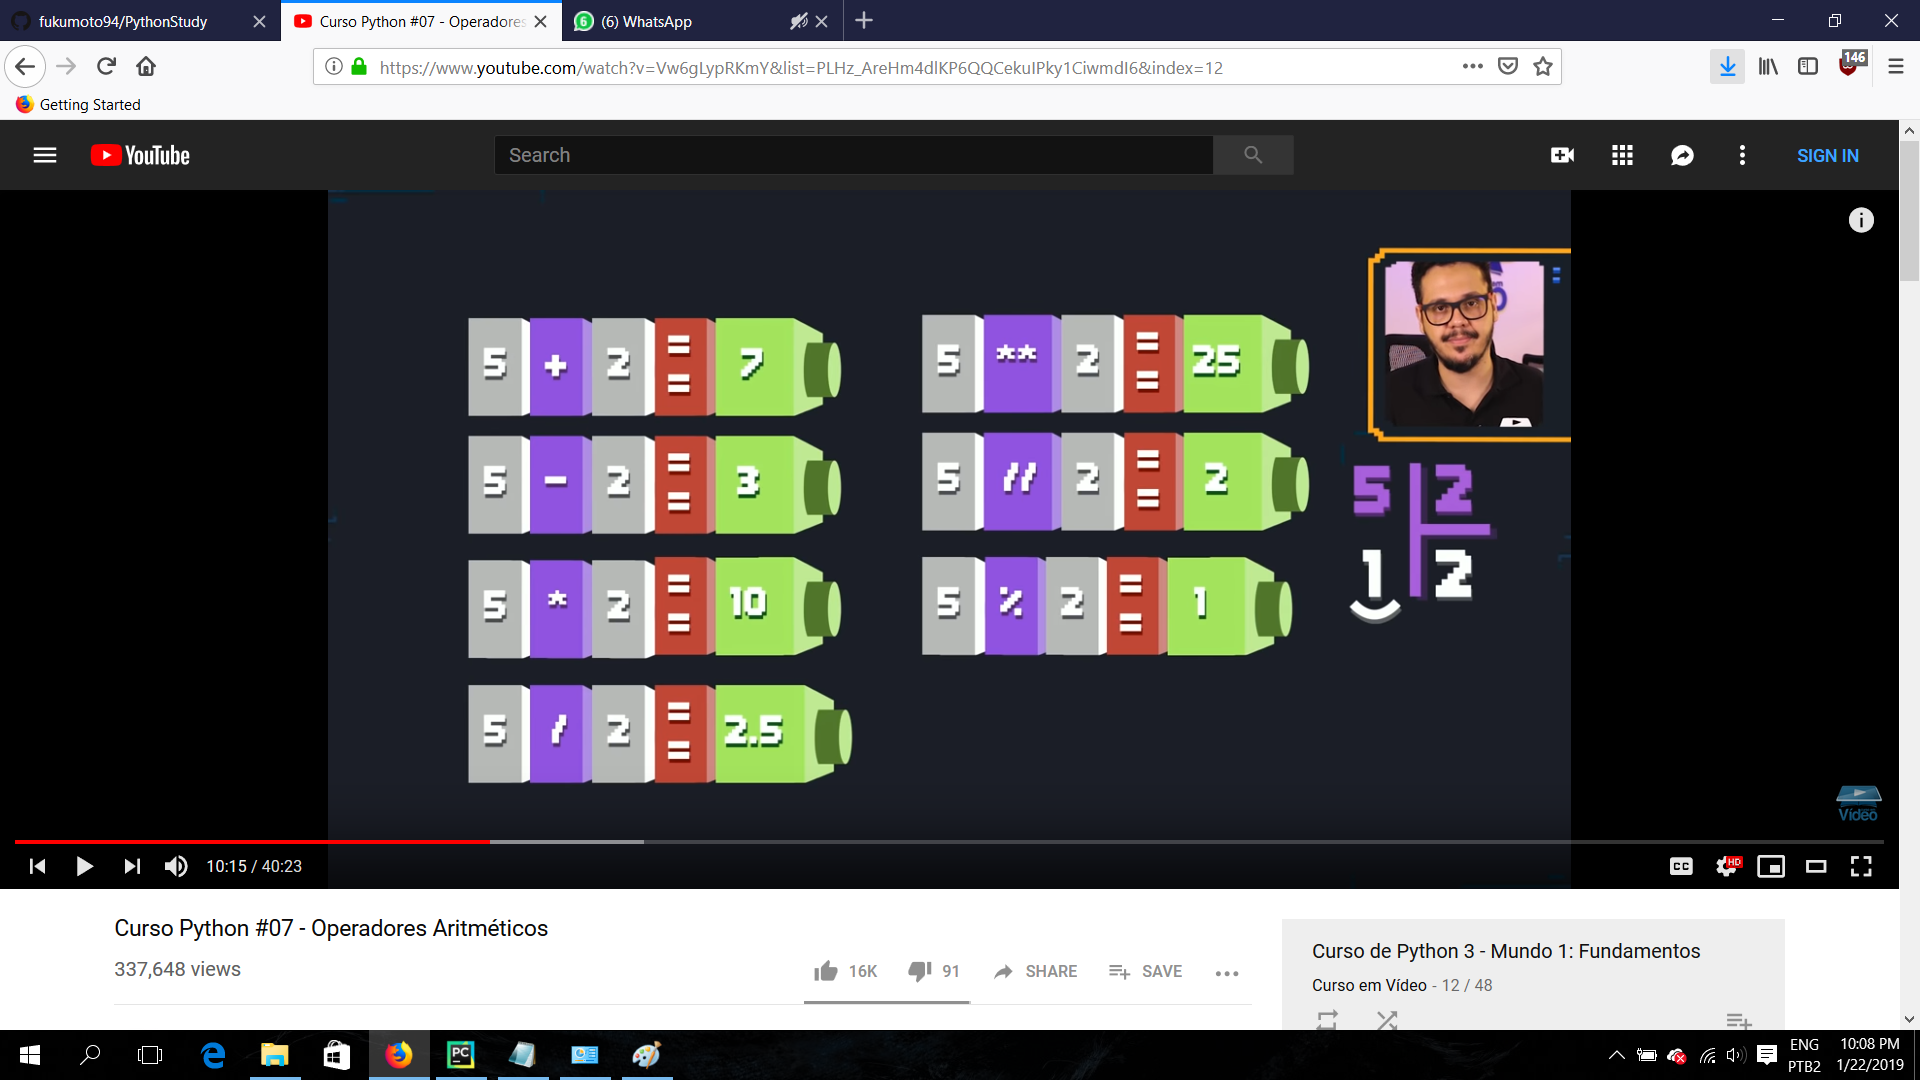 fukumoto94/PythonStudy
Curso Python #07 - Operadores
(6) WhatsApp
https://www.youtube.com/watch?v=Vw6gLypRKmY&list=PLHz_AreHm4dlKP6QQCekuIPky1CiwmdI6&index=12
146
Getting Started
YouTube
Search
SIGN IN
5 + 2 == 7
5 - 2 == 3
5 * 2 == 10
5 / 2 == 2.5
5 ** 2 == 25
5 // 2 == 2
5 % 2 == 1
5 2
1 2
Vídeo
10:15 / 40:23
CC
HD
Curso Python #07 - Operadores Aritméticos
337,648 views
16K
91
SHARE
SAVE
Curso de Python 3 - Mundo 1: Fundamentos
Curso em Vídeo - 12 / 48
PC
ENG
PTB2
10:08 PM
1/22/2019